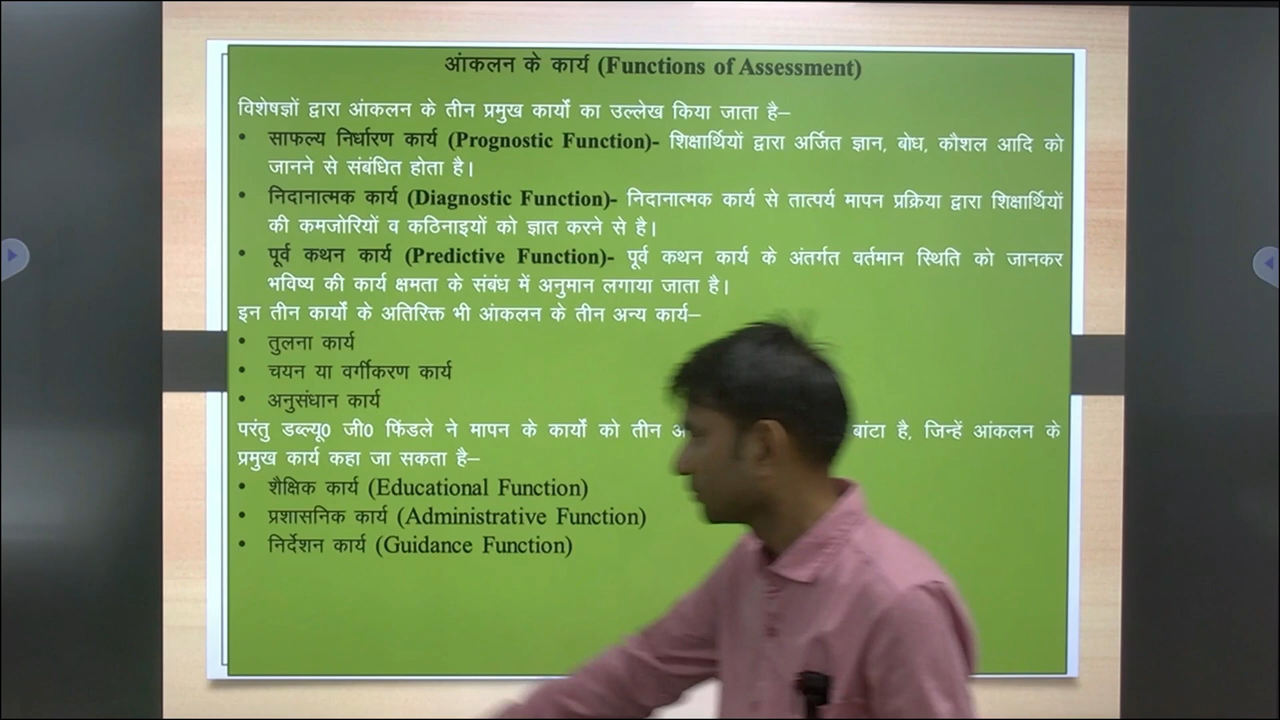 आंकलन के कार्य (Functions of Assessment)
विशेषज्ञों द्वारा आंकलन के तीन प्रमुख कार्यों का उल्लेख किया जाता है–
• साफल्य निर्धारण कार्य (Prognostic Function)- शिक्षार्थियों द्वारा अर्जित ज्ञान, बोध, कौशल आदि को
जानने से संबंधित होता है।
• निदानात्मक कार्य (Diagnostic Function)- निदानात्मक कार्य से तात्पर्य मापन प्रक्रिया द्वारा शिक्षार्थियों
की कमजोरियों व कठिनाइयों को ज्ञात करने से है।
• पूर्व कथन कार्य (Predictive Function)- पूर्व कथन कार्य के अंतर्गत वर्तमान स्थिति को जानकर
भविष्य की कार्य क्षमता के संबंध में अनुमान लगाया जाता है।
इन तीन कार्यों के अतिरिक्त भी आंकलन के तीन अन्य कार्य–
• तुलना कार्य
• चयन या वर्गीकरण कार्य
• अनुसंधान कार्य
परंतु डब्ल्यू0 जी0 फिंडले ने मापन के कार्यों को तीन बांटा है, जिन्हें आंकलन के
प्रमुख कार्य कहा जा सकता है–
• शैक्षिक कार्य (Educational Function)
• प्रशासनिक कार्य (Administrative Function)
• निर्देशन कार्य (Guidance Function)